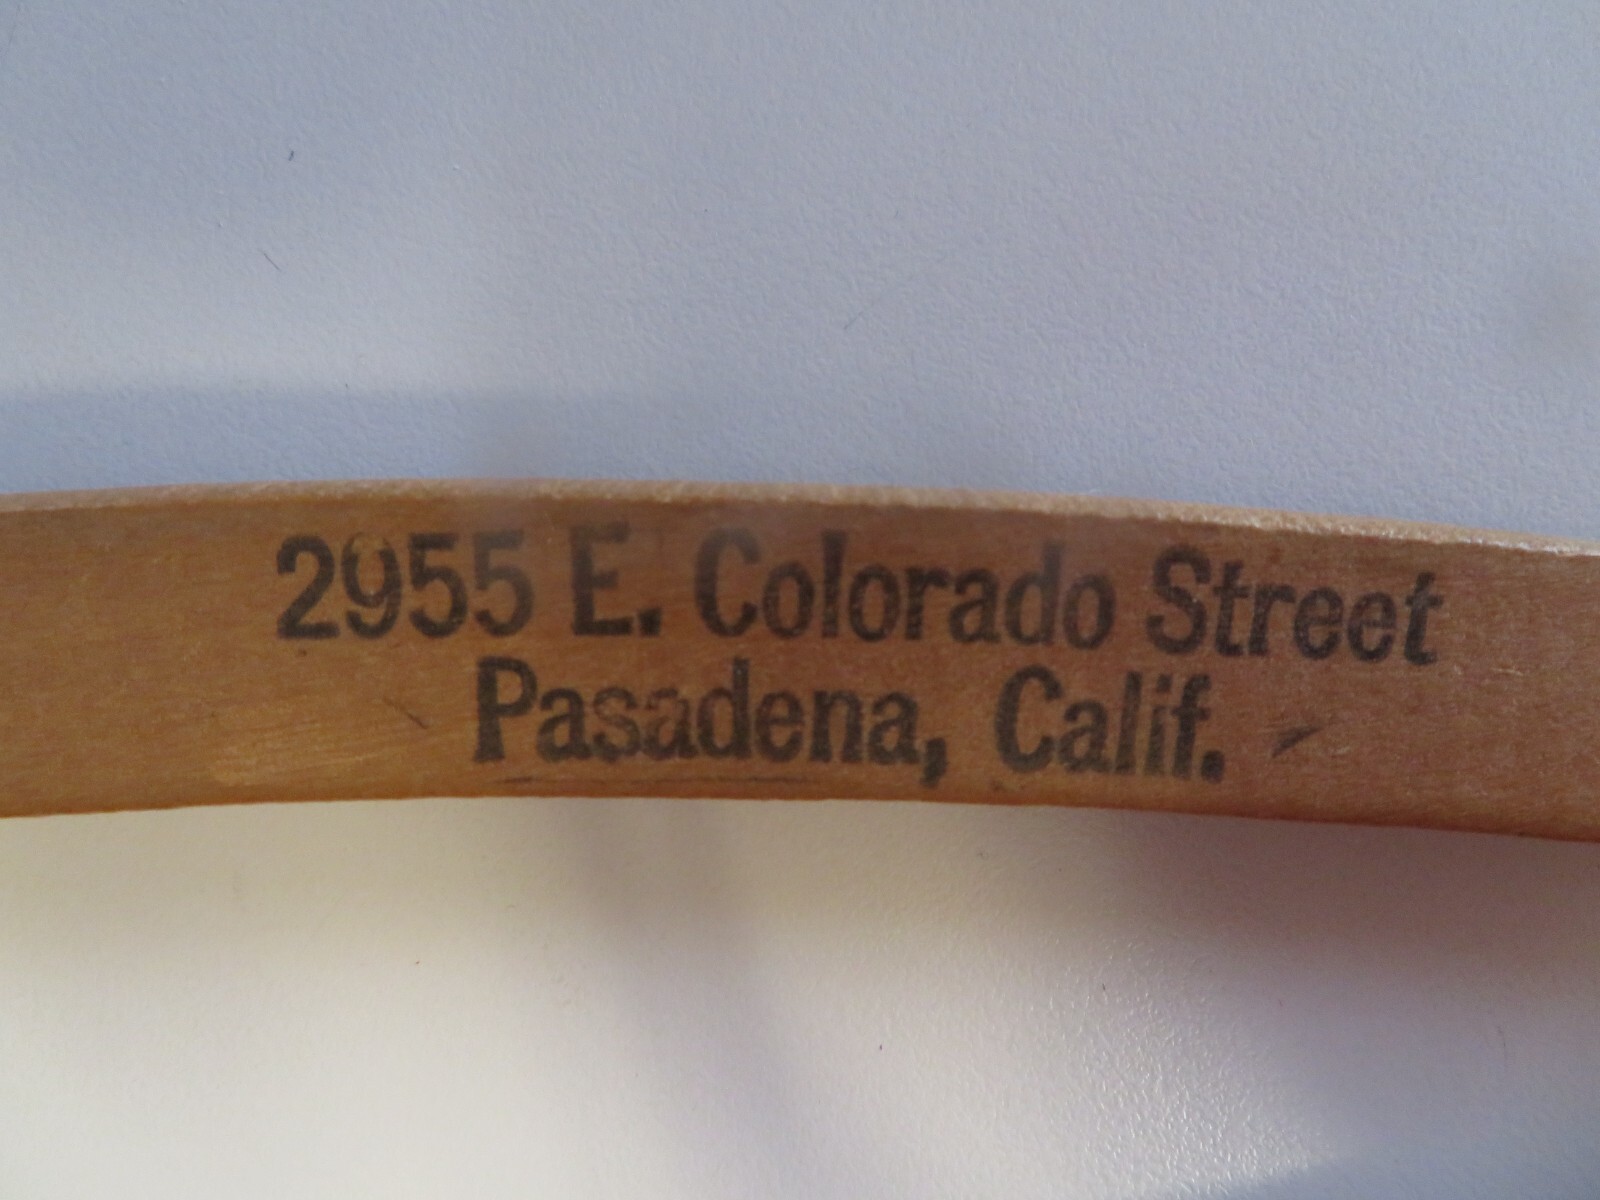 2955 E. Colorado Street
Pasadena, Calif.